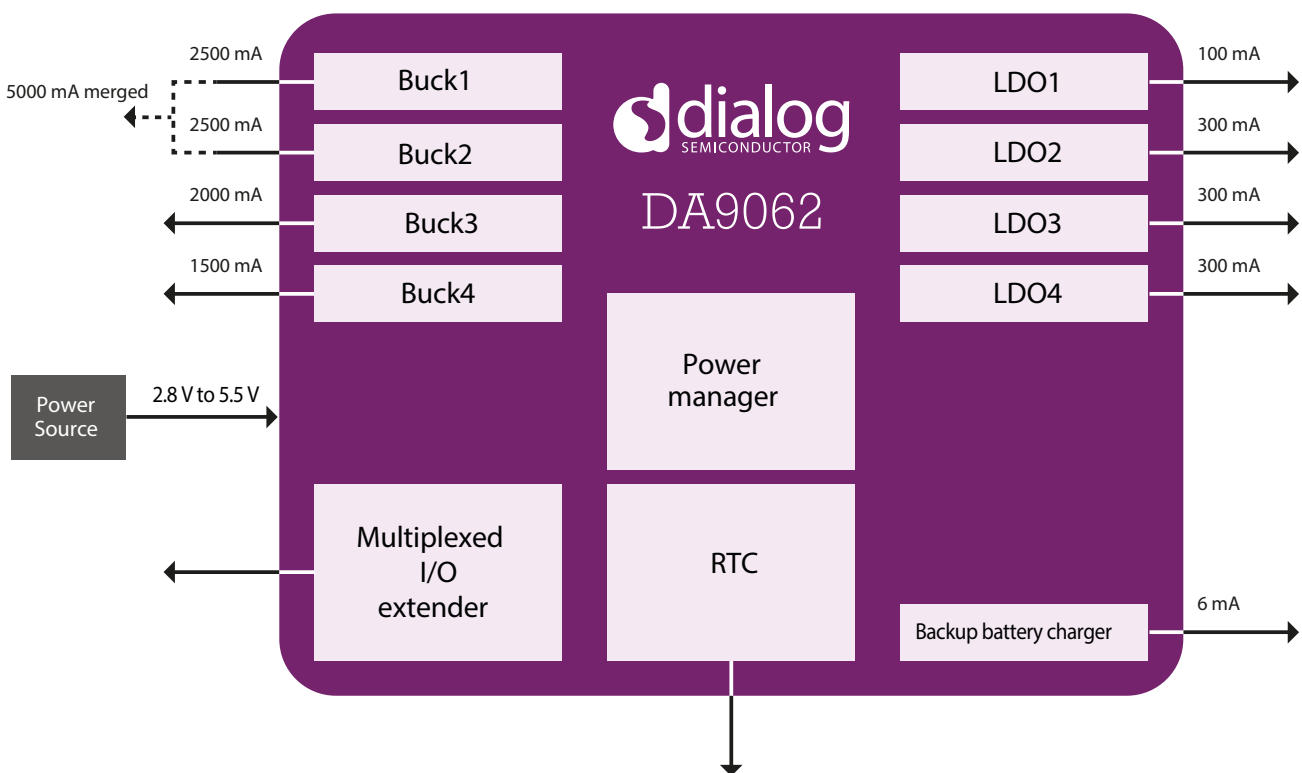 2500 mA
5000 mA merged
2500 mA
2000 mA
1500 mA
Buck1
Buck2
Buck3
Buck4
dialog
SEMICONDUCTOR
DA9062
LDO1
LDO2
LDO3
LDO4
100 mA
300 mA
300 mA
300 mA
Power
Source
2.8 V to 5.5 V
Power
manager
Multiplexed
I/O
extender
RTC
Backup battery charger
6 mA